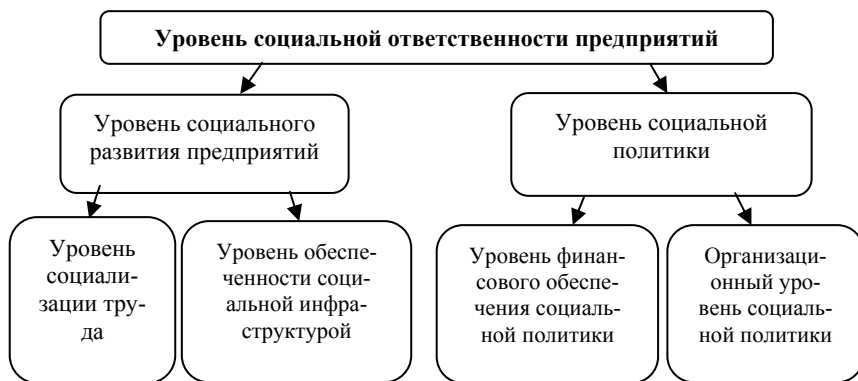 Уровень социальной ответственности предприятий
Уровень социального
развития предприятий
Уровень социальной
политики
Уровень
социали-
зации тру-
да
Уровень обеспе-
ченности соци-
альной инфра-
структурой
Уровень финан-
сового обеспе-
чения социаль-
ной политики
Организаци-
онный уро-
вень социаль-
ной политики